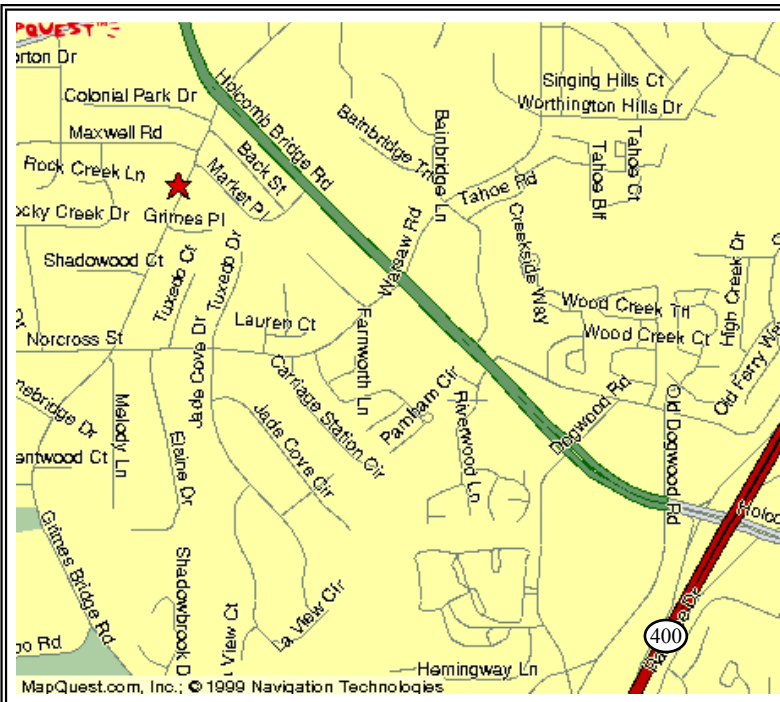 PQUEST
orton Dr
Colonial Park Dr
Maxwell Rd
Rock Creek Ln
ocky Creek Dr
Grimes Pl
Shadowood Ct
Norcross St
Holcomb Bridge Rd
Back St
Market Pl
Tuxedo Ct
Tuxedo Dr
Bainbridge Trl
Bainbridge Ln
Singing Hills Ct
Worthington Hills Dr
Tahoe Rd
Tahoe Blf
Tahoe Ct
Creekside Way
Warsaw Rd
Wood Creek Trl
Wood Creek Ct
High Creek Dr
Old Ferry Way
Lauren Ct
Farnworth Ln
Jade Cove Dr
Carriage Station Cir
Parnham Cir
Riverwood Ln
Dogwood Rd
Old Dogwood Rd
nebridge Dr
Melody Ln
Elaine Dr
Jade Cove Cir
entwood Ct
Grimes Bridge Rd
Shadowbrook D
View Ct
La View Cir
oo Rd
Hemingway Ln
Holco
400
MapQuest.com, Inc.; © 1999 Navigation Technologies